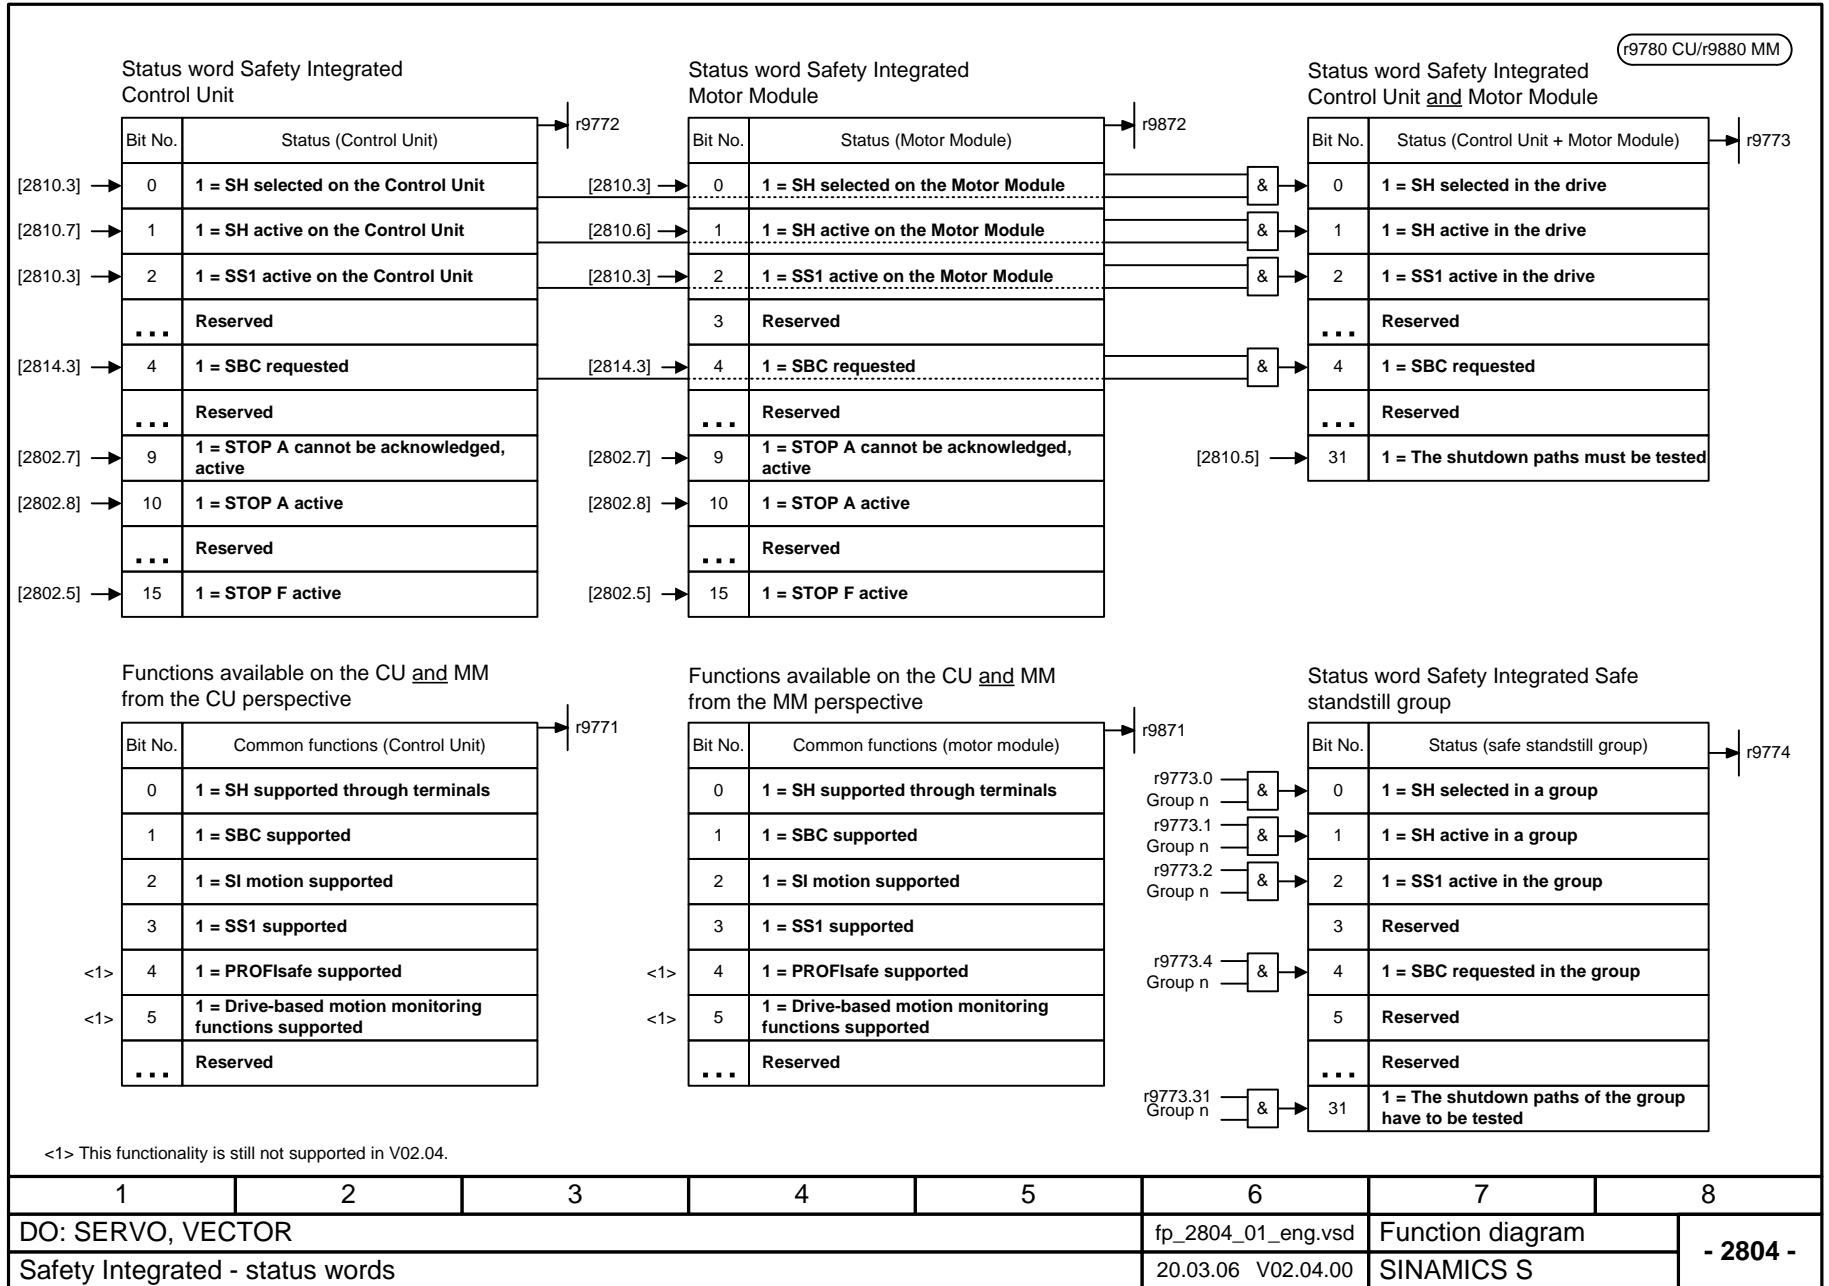 r9780 CU/r9880 MM
Status word Safety Integrated
Control Unit
r9772
Bit No. Status (Control Unit)
[2810.3] 0 1 = SH selected on the Control Unit
[2810.7] 1 1 = SH active on the Control Unit
[2810.3] 2 1 = SS1 active on the Control Unit
... Reserved
[2814.3] 4 1 = SBC requested
... Reserved
[2802.7] 9 1 = STOP A cannot be acknowledged,
active
[2802.8] 10 1 = STOP A active
... Reserved
[2802.5] 15 1 = STOP F active
Status word Safety Integrated
Motor Module
r9872
Bit No. Status (Motor Module)
[2810.3] 0 1 = SH selected on the Motor Module
[2810.6] 1 1 = SH active on the Motor Module
[2810.3] 2 1 = SS1 active on the Motor Module
3 Reserved
[2814.3] 4 1 = SBC requested
... Reserved
[2802.7] 9 1 = STOP A cannot be acknowledged,
active
[2802.8] 10 1 = STOP A active
... Reserved
[2802.5] 15 1 = STOP F active
Status word Safety Integrated
Control Unit and Motor Module
Bit No. Status (Control Unit + Motor Module) r9773
& 0 1 = SH selected in the drive
& 1 1 = SH active in the drive
& 2 1 = SS1 active in the drive
... Reserved
& 4 1 = SBC requested
... Reserved
[2810.5] 31 1 = The shutdown paths must be tested
Functions available on the CU and MM
from the CU perspective
r9771
Bit No. Common functions (Control Unit)
0 1 = SH supported through terminals
1 1 = SBC supported
2 1 = SI motion supported
3 1 = SS1 supported
<1> 4 1 = PROFIsafe supported
<1> 5 1 = Drive-based motion monitoring
functions supported
... Reserved
Functions available on the CU and MM
from the MM perspective
r9871
Bit No. Common functions (motor module)
0 1 = SH supported through terminals
1 1 = SBC supported
2 1 = SI motion supported
3 1 = SS1 supported
<1> 4 1 = PROFIsafe supported
<1> 5 1 = Drive-based motion monitoring
functions supported
... Reserved
Status word Safety Integrated Safe
standstill group
Bit No. Status (safe standstill group) r9774
r9773.0
Group n & 0 1 = SH selected in a group
r9773.1
Group n & 1 1 = SH active in a group
r9773.2
Group n & 2 1 = SS1 active in the group
3 Reserved
r9773.4
Group n & 4 1 = SBC requested in the group
5 Reserved
... Reserved
r9773.31
Group n & 31 1 = The shutdown paths of the group
have to be tested
<1> This functionality is still not supported in V02.04.
1 2 3 4 5 6 7 8
DO: SERVO, VECTOR fp_2804_01_eng.vsd Function diagram
- 2804 -
Safety Integrated - status words 20.03.06 V02.04.00 SINAMICS S